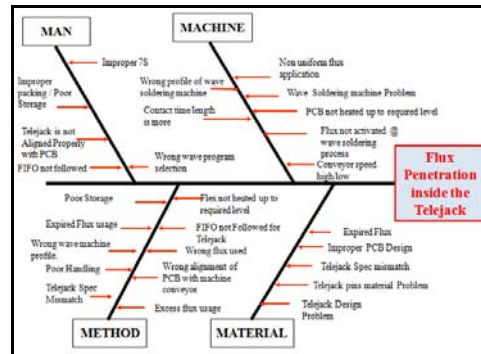 MAN
MACHINE
Improper 7S
Improper
packing / Poor
Storage
Telejack is not
Aligned Properly
with PCB
FIFO not followed
Wrong wave program
selection
Non uniform flux
application
Wrong profile of wave
soldering machine
Wave Soldering machine Problem
PCB not heated up to required level
Contact time length
is more
Flux not activated @
wave soldering
process
Conveyor speed
high low
Flux
Penetration
inside the
Telejack
Poor Storage
Flex not heated up to
required level
Expired Flux usage
FIFO not Followed for
Telejack
Wrong wave machine
profile.
Wrong flux used
Poor Handling
Wrong alignment of
PCB with machine
conveyor
Telejack Spec
Mismatch
Excess flux usage
Expired Flux
Improper PCB Design
Telejack Spec mismatch
Telejack pins material Problem
Telejack Design
Problem
METHOD
MATERIAL